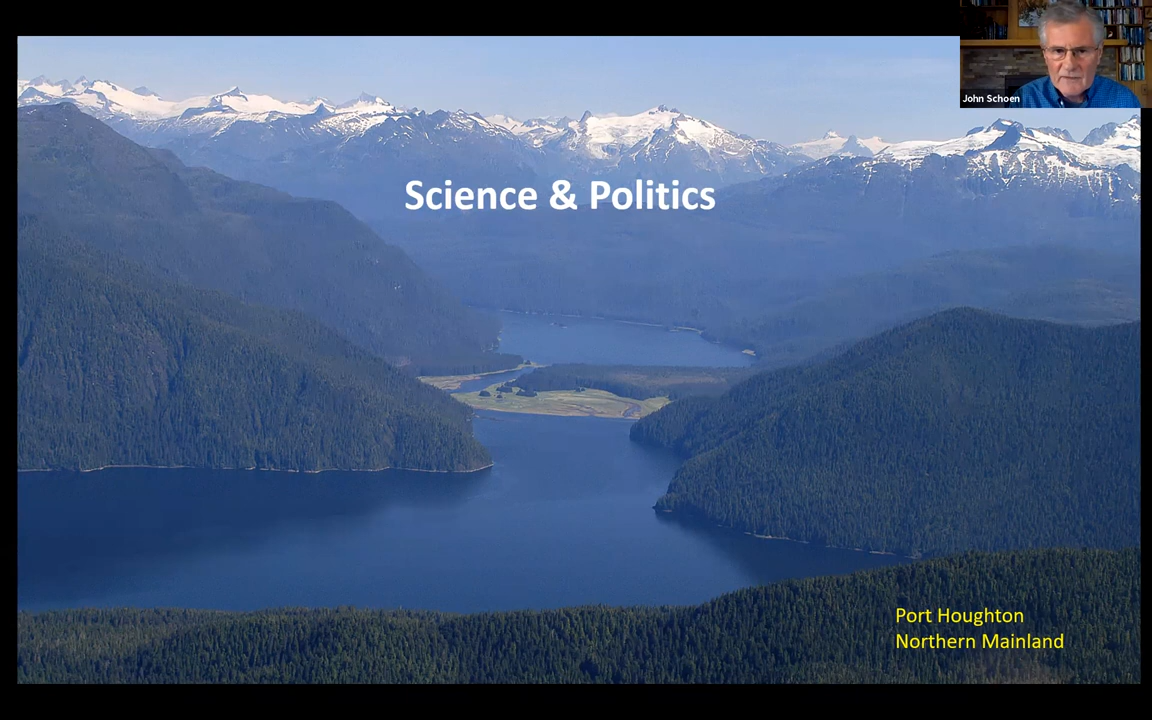 John Schoen
Science & Politics
Port Houghton
Northern Mainland